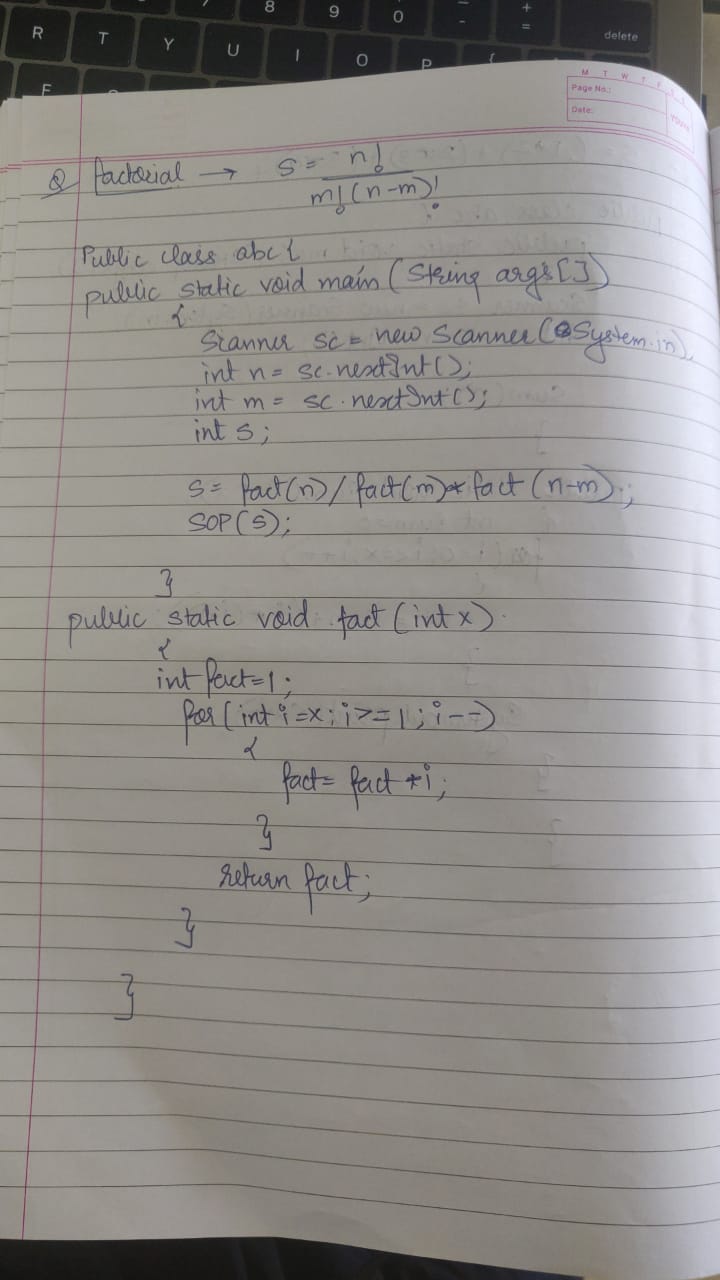 8 9 0 - + =
R T Y U I O P { delete
F
M T W T F S S
Page No.:
Date:
YOUVA
Q factorial → s = n! / m!(n-m)!
Public class abc {
public static void main (String args[])
{
Scanner sc = new Scanner (System.in),
int n = sc.nextInt();
int m = sc.nextInt();
int s;
s = fact(n) / fact(m) * fact (n-m);
SOP(s);
}
public static void fact (int x)
{
int fact=1;
for (int i=x; i>=1; i--)
{
fact = fact * i;
}
return fact;
}
}